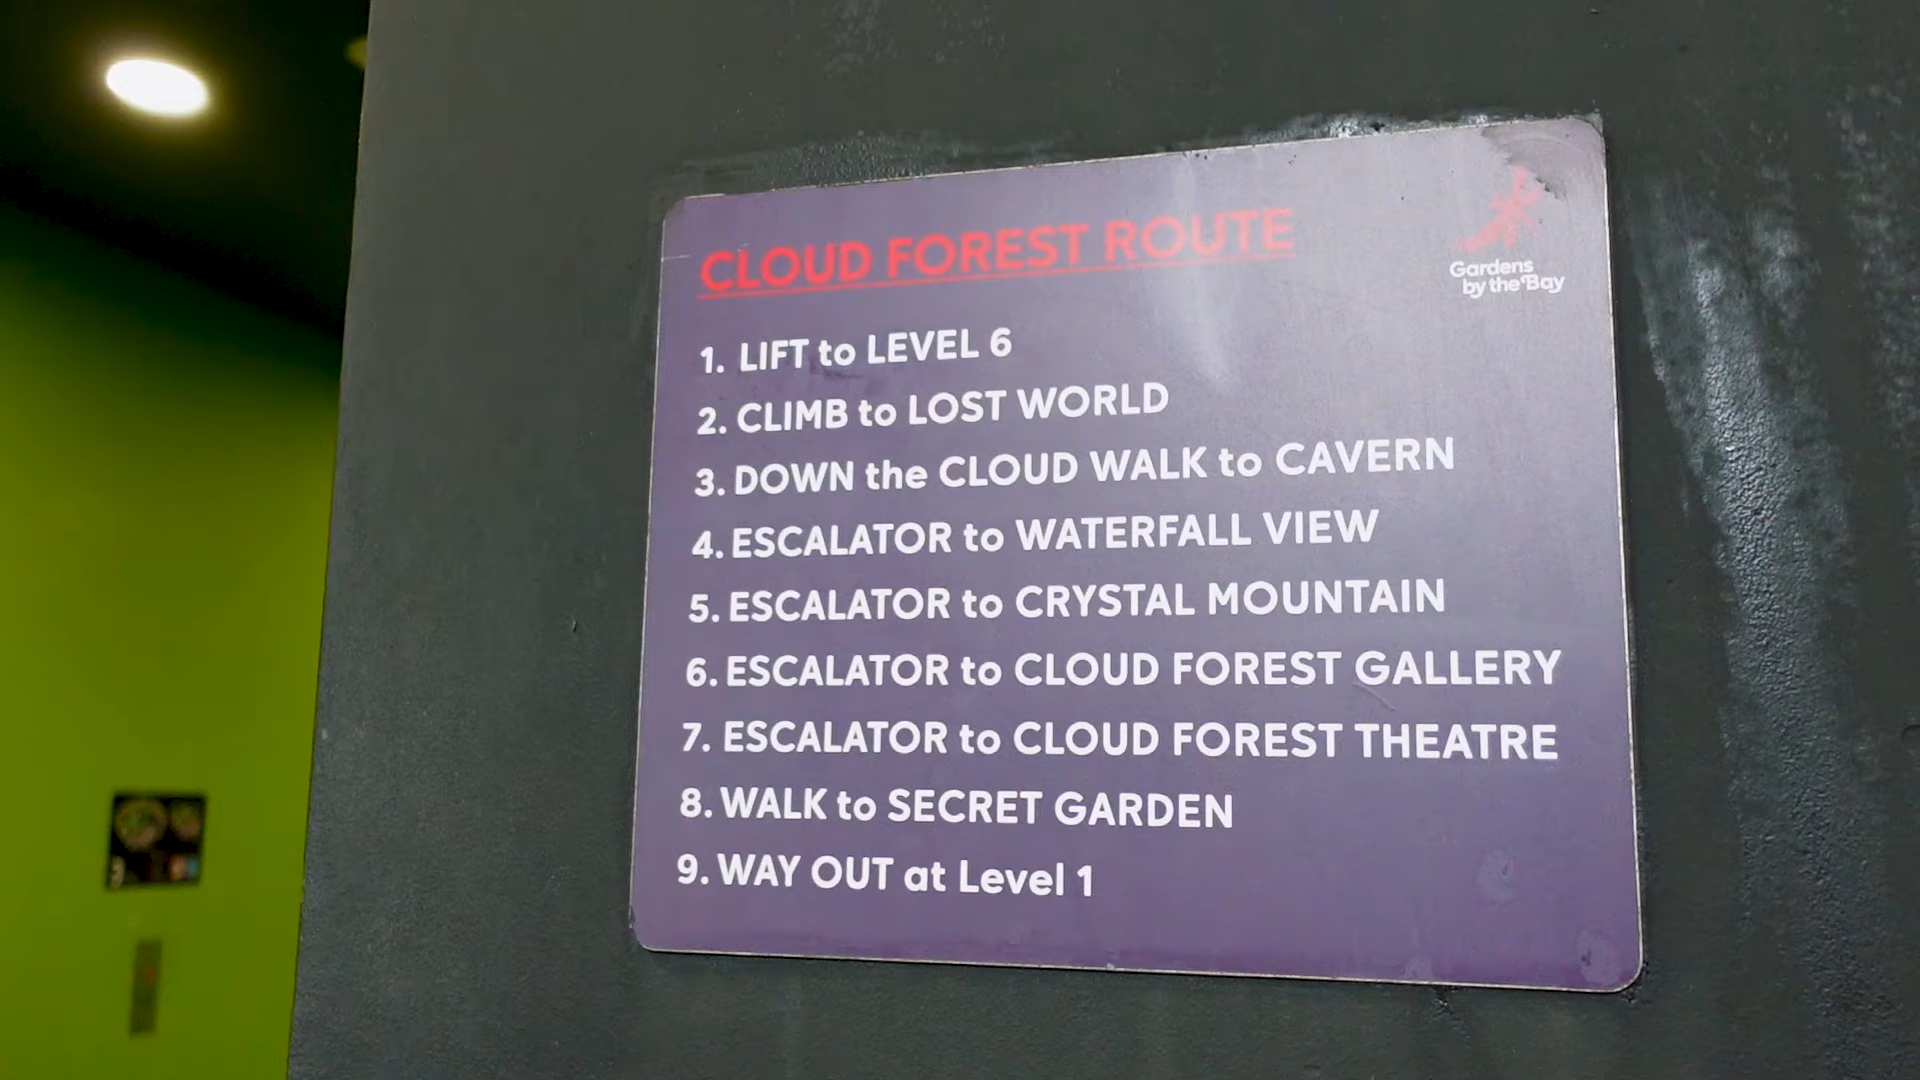 CLOUD FOREST ROUTE
Gardens
by the Bay
1. LIFT to LEVEL 6
2. CLIMB to LOST WORLD
3. DOWN the CLOUD WALK to CAVERN
4. ESCALATOR to WATERFALL VIEW
5. ESCALATOR to CRYSTAL MOUNTAIN
6. ESCALATOR to CLOUD FOREST GALLERY
7. ESCALATOR to CLOUD FOREST THEATRE
8. WALK to SECRET GARDEN
9. WAY OUT at Level 1